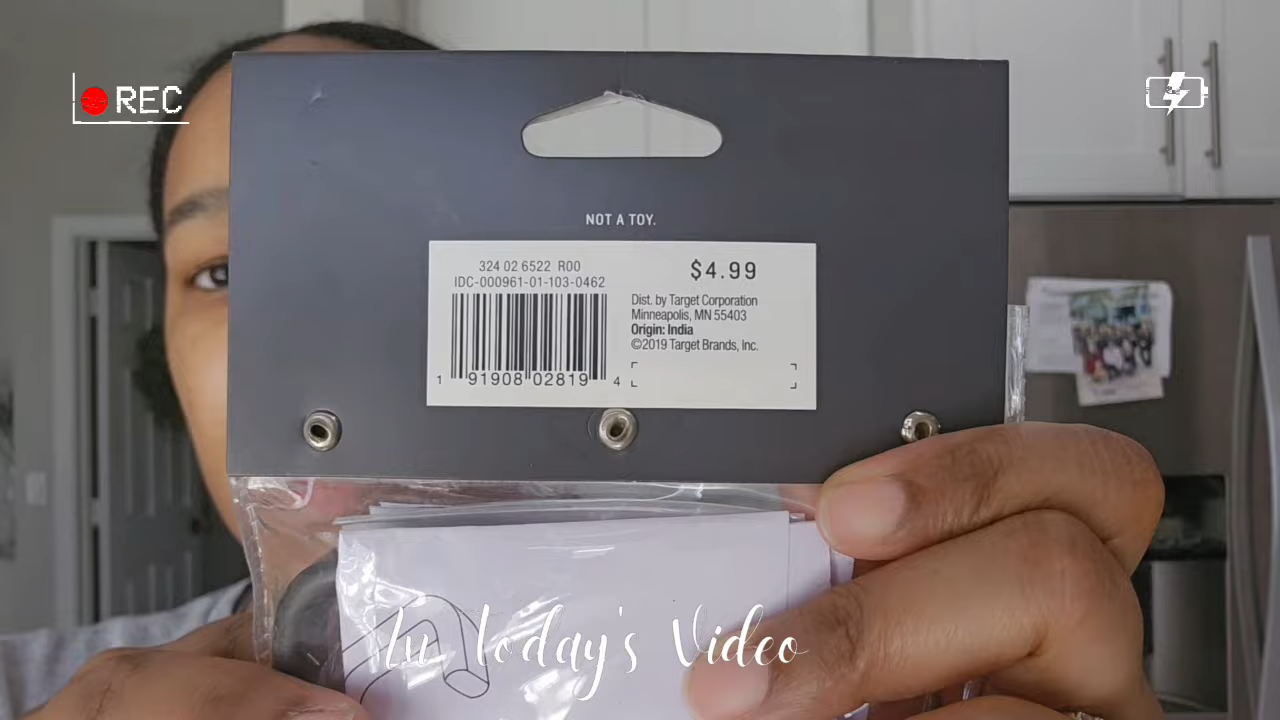 REC
NOT A TOY.
324 02 6522 R00
IDC-000961-01-103-0462
1 91908 02819 4
$4.99
Dist. by Target Corporation
Minneapolis, MN 55403
Origin: India
©2019 Target Brands, Inc.
In Today's Video